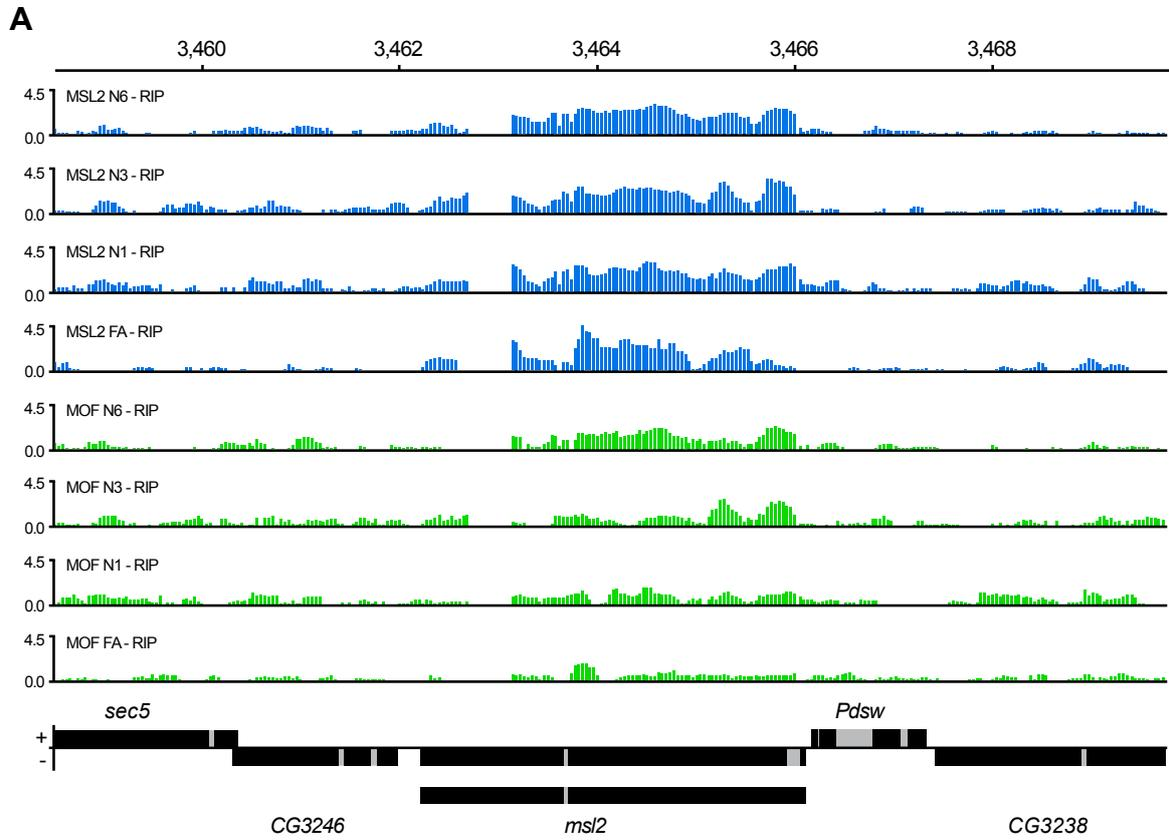 A
3,460 3,462 3,464 3,466 3,468
4.5
MSL2 N6 - RIP
0.0
4.5
MSL2 N3 - RIP
0.0
4.5
MSL2 N1 - RIP
0.0
4.5
MSL2 FA - RIP
0.0
4.5
MOF N6 - RIP
0.0
4.5
MOF N3 - RIP
0.0
4.5
MOF N1 - RIP
0.0
4.5
MOF FA - RIP
0.0
sec5 Pdsw
+
-
CG3246 msl2 CG3238